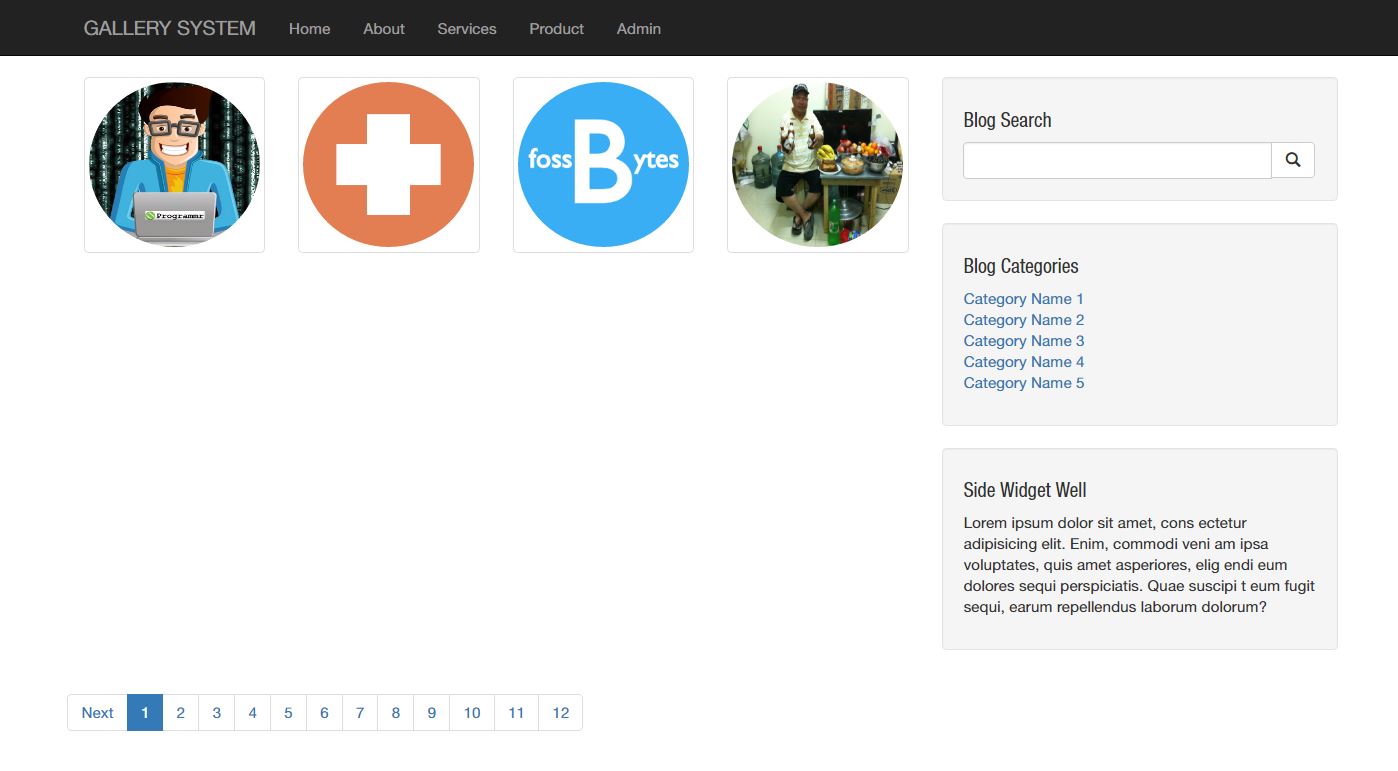 GALLERY SYSTEM Home About Services Product Admin
Programmr
foss Bytes
Blog Search
Blog Categories
Category Name 1
Category Name 2
Category Name 3
Category Name 4
Category Name 5
Side Widget Well
Lorem ipsum dolor sit amet, cons ectetur
adipisicing elit. Enim, commodi veni am ipsa
voluptates, quis amet asperiores, elig endi eum
dolores sequi perspiciatis. Quae suscipi t eum fugit
sequi, earum repellendus laborum dolorum?
Next 1 2 3 4 5 6 7 8 9 10 11 12